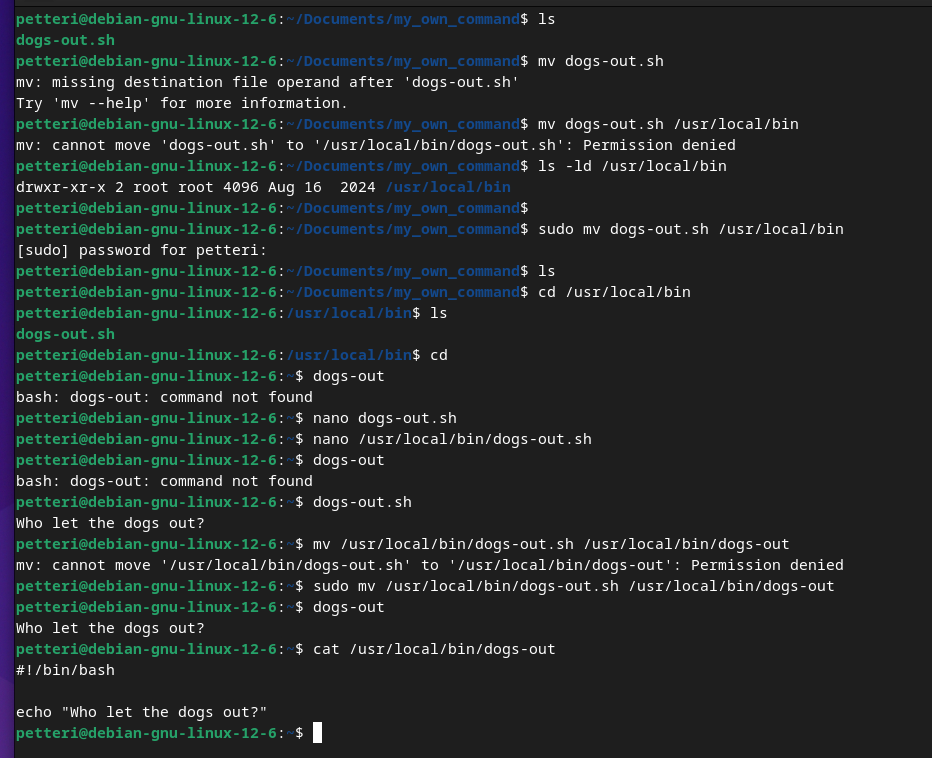 petteri@debian-gnu-linux-12-6:~/Documents/my_own_command$ ls
dogs-out.sh
petteri@debian-gnu-linux-12-6:~/Documents/my_own_command$ mv dogs-out.sh
mv: missing destination file operand after 'dogs-out.sh'
Try 'mv --help' for more information.
petteri@debian-gnu-linux-12-6:~/Documents/my_own_command$ mv dogs-out.sh /usr/local/bin
mv: cannot move 'dogs-out.sh' to '/usr/local/bin/dogs-out.sh': Permission denied
petteri@debian-gnu-linux-12-6:~/Documents/my_own_command$ ls -ld /usr/local/bin
drwxr-xr-x 2 root root 4096 Aug 16  2024 /usr/local/bin
petteri@debian-gnu-linux-12-6:~/Documents/my_own_command$
petteri@debian-gnu-linux-12-6:~/Documents/my_own_command$ sudo mv dogs-out.sh /usr/local/bin
[sudo] password for petteri:
petteri@debian-gnu-linux-12-6:~/Documents/my_own_command$ ls
petteri@debian-gnu-linux-12-6:~/Documents/my_own_command$ cd /usr/local/bin
petteri@debian-gnu-linux-12-6:/usr/local/bin$ ls
dogs-out.sh
petteri@debian-gnu-linux-12-6:/usr/local/bin$ cd
petteri@debian-gnu-linux-12-6:~$ dogs-out
bash: dogs-out: command not found
petteri@debian-gnu-linux-12-6:~$ nano dogs-out.sh
petteri@debian-gnu-linux-12-6:~$ nano /usr/local/bin/dogs-out.sh
petteri@debian-gnu-linux-12-6:~$ dogs-out
bash: dogs-out: command not found
petteri@debian-gnu-linux-12-6:~$ dogs-out.sh
Who let the dogs out?
petteri@debian-gnu-linux-12-6:~$ mv /usr/local/bin/dogs-out.sh /usr/local/bin/dogs-out
mv: cannot move '/usr/local/bin/dogs-out.sh' to '/usr/local/bin/dogs-out': Permission denied
petteri@debian-gnu-linux-12-6:~$ sudo mv /usr/local/bin/dogs-out.sh /usr/local/bin/dogs-out
petteri@debian-gnu-linux-12-6:~$ dogs-out
Who let the dogs out?
petteri@debian-gnu-linux-12-6:~$ cat /usr/local/bin/dogs-out
#!/bin/bash

echo "Who let the dogs out?"
petteri@debian-gnu-linux-12-6:~$